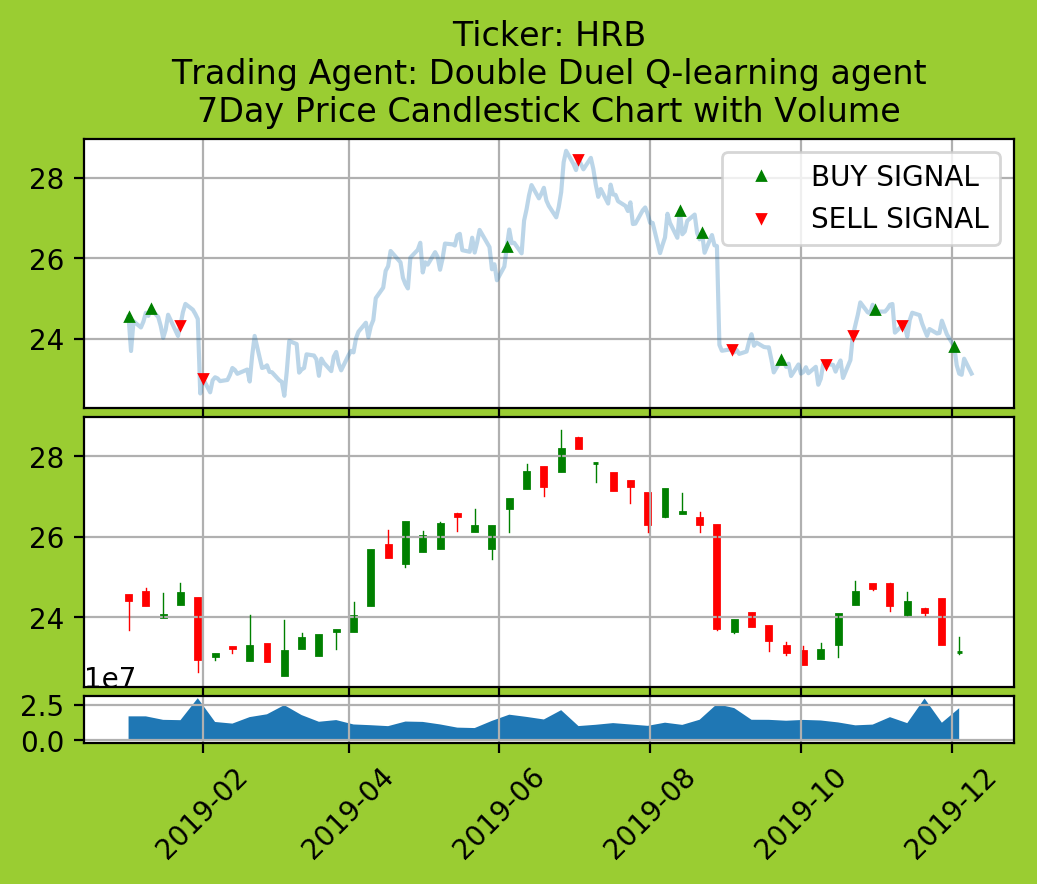 Ticker: HRB
Trading Agent: Double Duel Q-learning agent
7Day Price Candlestick Chart with Volume
28
26
24
BUY SIGNAL
SELL SIGNAL
28
26
24
1e7
2.5
0.0
2019-02
2019-04
2019-06
2019-08
2019-10
2019-12